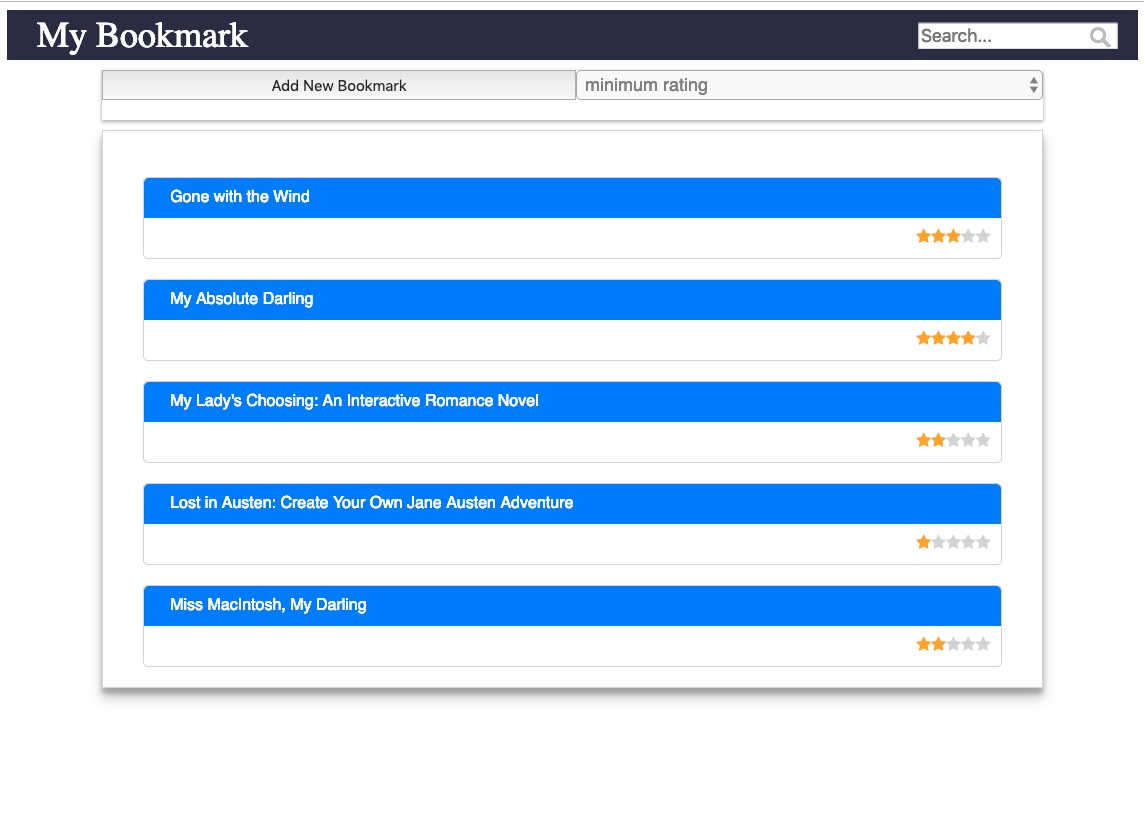 My Bookmark
Search...
Add New Bookmark
minimum rating
Gone with the Wind
My Absolute Darling
My Lady's Choosing: An Interactive Romance Novel
Lost in Austen: Create Your Own Jane Austen Adventure
Miss MacIntosh, My Darling